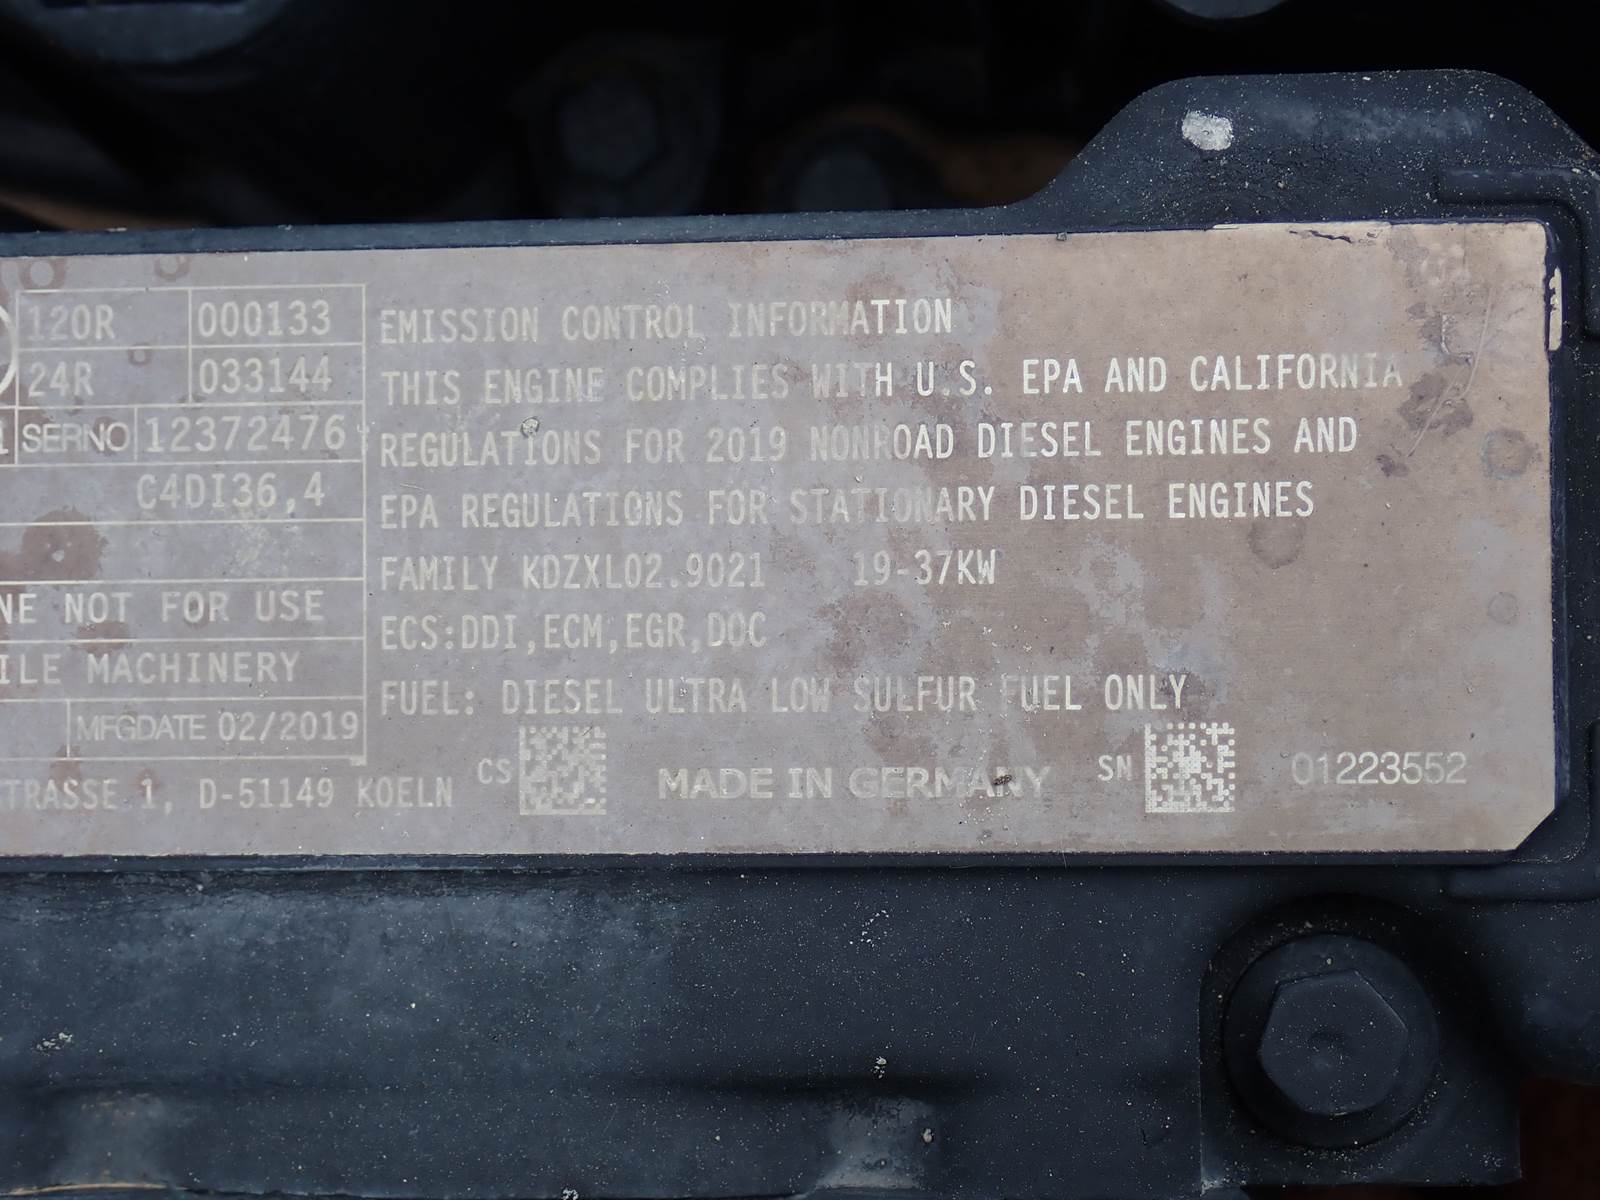 120R 000133
24R 033144
1 SERNO 12372476
C4DI36,4
NE NOT FOR USE
ILE MACHINERY
MFGDATE 02/2019
TRASSE 1, D-51149 KOELN
EMISSION CONTROL INFORMATION
THIS ENGINE COMPLIES WITH U.S. EPA AND CALIFORNIA
REGULATIONS FOR 2019 NONROAD DIESEL ENGINES AND
EPA REGULATIONS FOR STATIONARY DIESEL ENGINES
FAMILY KDZXL02.9021 19-37KW
ECS:DDI,ECM,EGR,DOC
FUEL: DIESEL ULTRA LOW SULFUR FUEL ONLY
CS MADE IN GERMANY SN 01223552